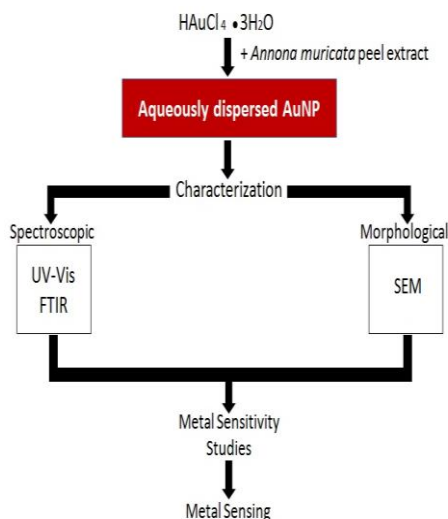 HAuCl₄ •3H₂O
+ Annona muricata peel extract
Aqueously dispersed AuNP
Characterization
Spectroscopic
Morphological
UV-Vis
FTIR
SEM
Metal Sensitivity
Studies
Metal Sensing